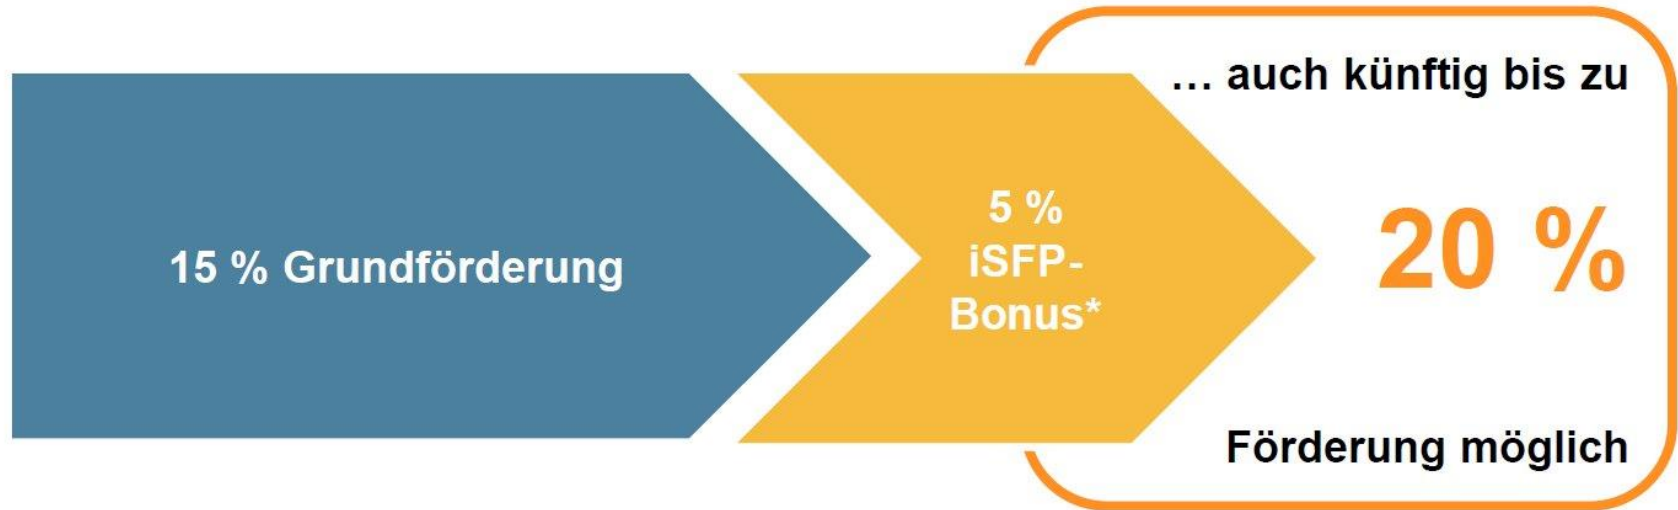 15 % Grundförderung
5 %
iSFP-
Bonus*
… auch künftig bis zu
20 %
Förderung möglich